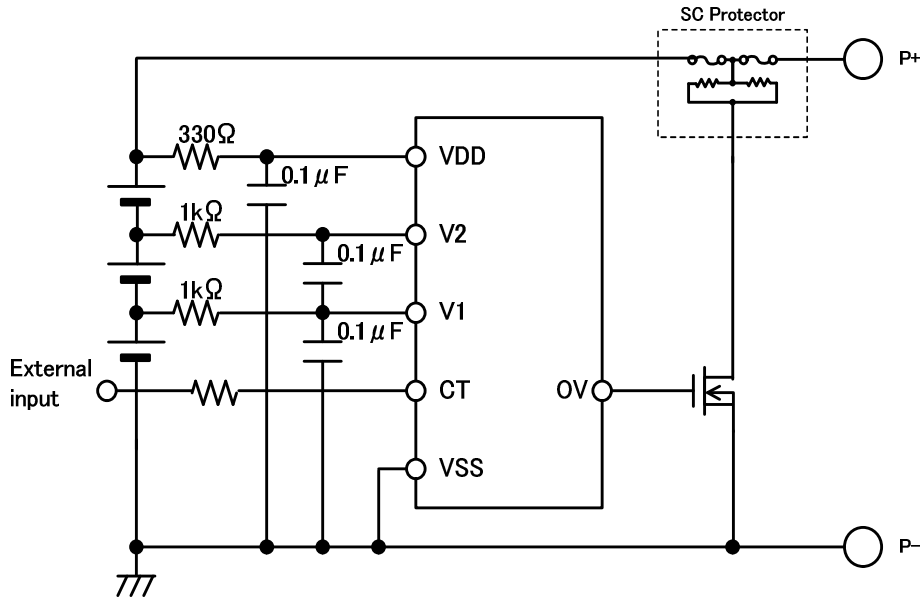 SC Protector
P+
330Ω
VDD
0.1μF
1kΩ
V2
0.1μF
1kΩ
V1
0.1μF
External
input
CT
OV
VSS
P−